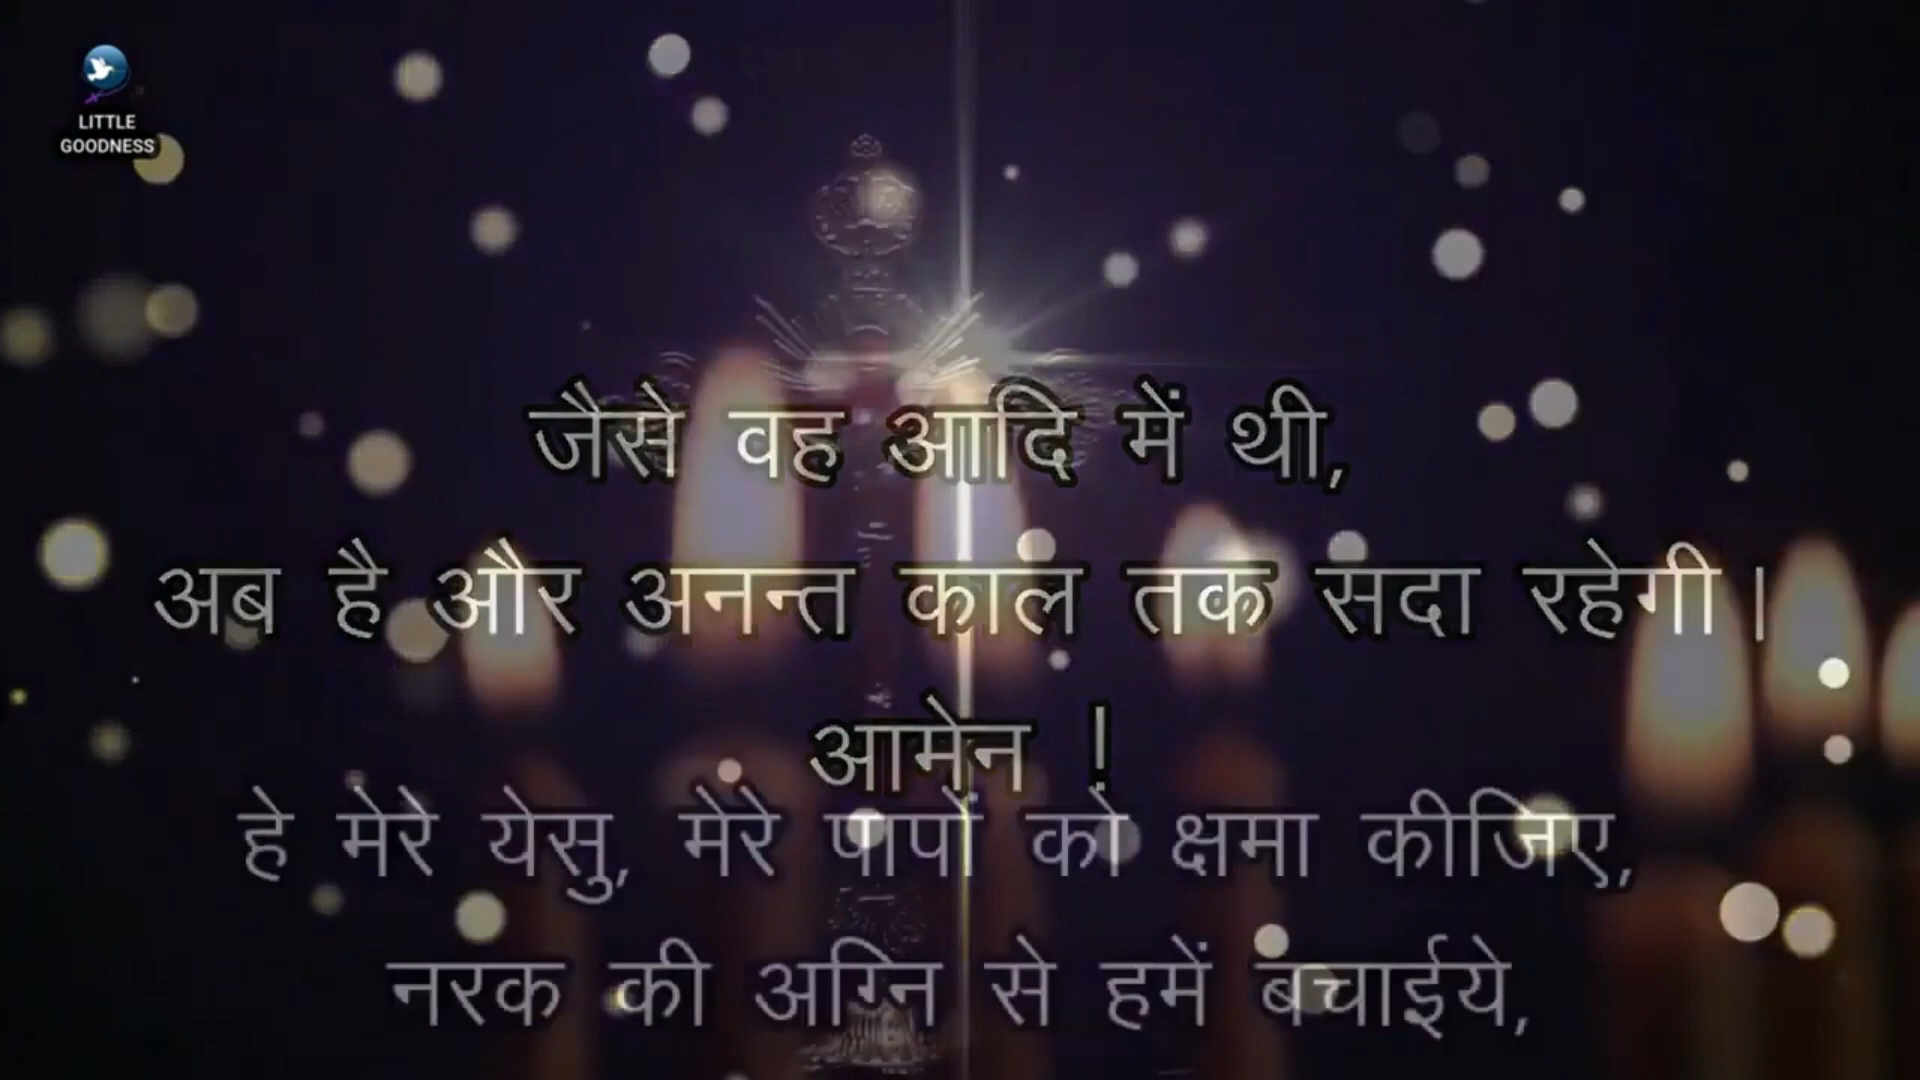 LITTLE
GOODNESS
जैसे वह आदि में थी,
अब है और अनन्त काल तक सदा रहेगी।
आमेन !
हे मेरे येसु, मेरे पापों को क्षमा कीजिए,
नरक की अग्नि से हमें बचाईये,